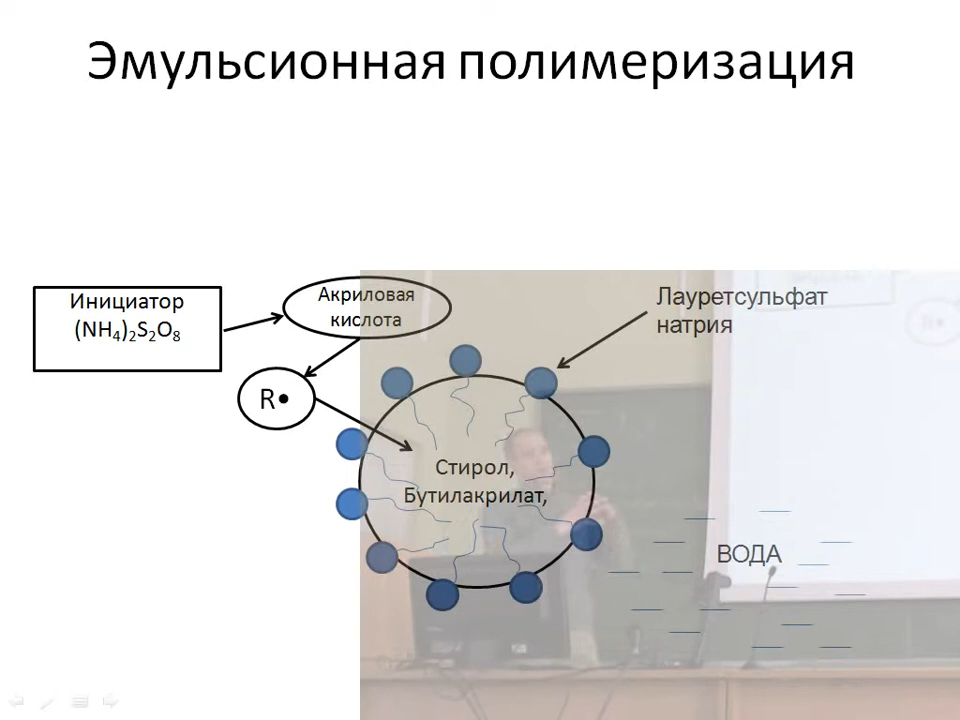 Эмульсионная полимеризация
Инициатор
(NH₄)₂S₂O₈
Акриловая
кислота
R•
Лауретсульфат
натрия
Стирол,
Бутилакрилат,
ВОДА
R•